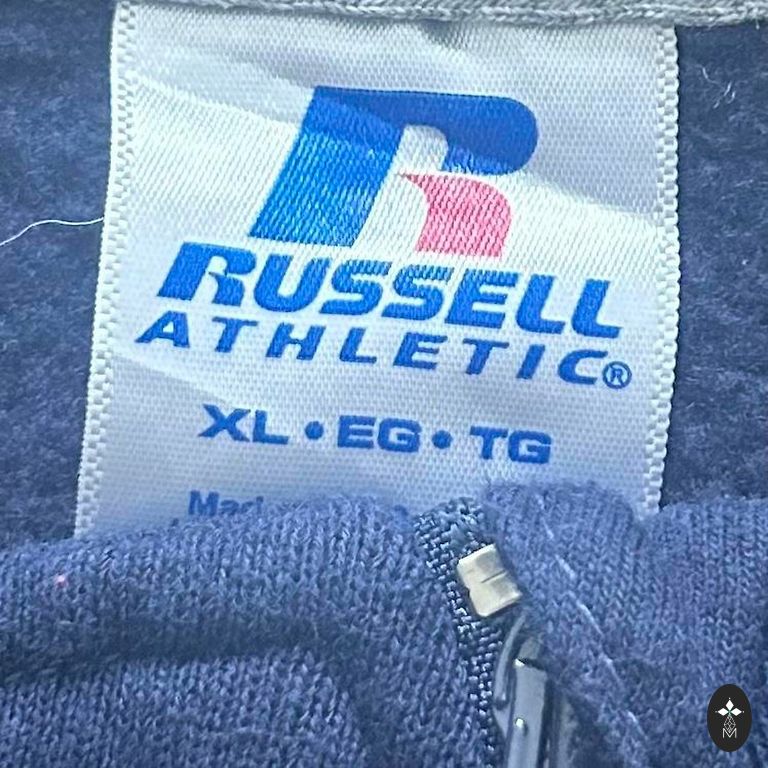 RUSSELL
ATHLETIC®
XL • EG • TG